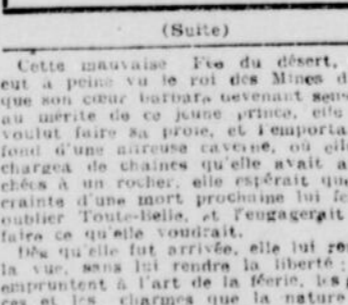 (Suite)
Cette mauvaise Fée du désert,
eut à peine vu le roi des Mines d
que son cœur barbare devenant sens
au mérite de ce jeune prince, elle
voulut faire sa proie, et l'emporta
fond d'une affreuse caverne, où elle
chargea de chaînes qu'elle avait a
chées à un rocher, elle espérait que
crainte d'une mort prochaine lui fe
oublier Toute-Belle, et l'engagerait
faire ce qu'elle voudrait.
Dès qu'elle fut arrivée, elle lui ren
la vue, sans lui rendre la liberté ;
empruntent à l'art de la féerie, les
ces et les charmes que la nature